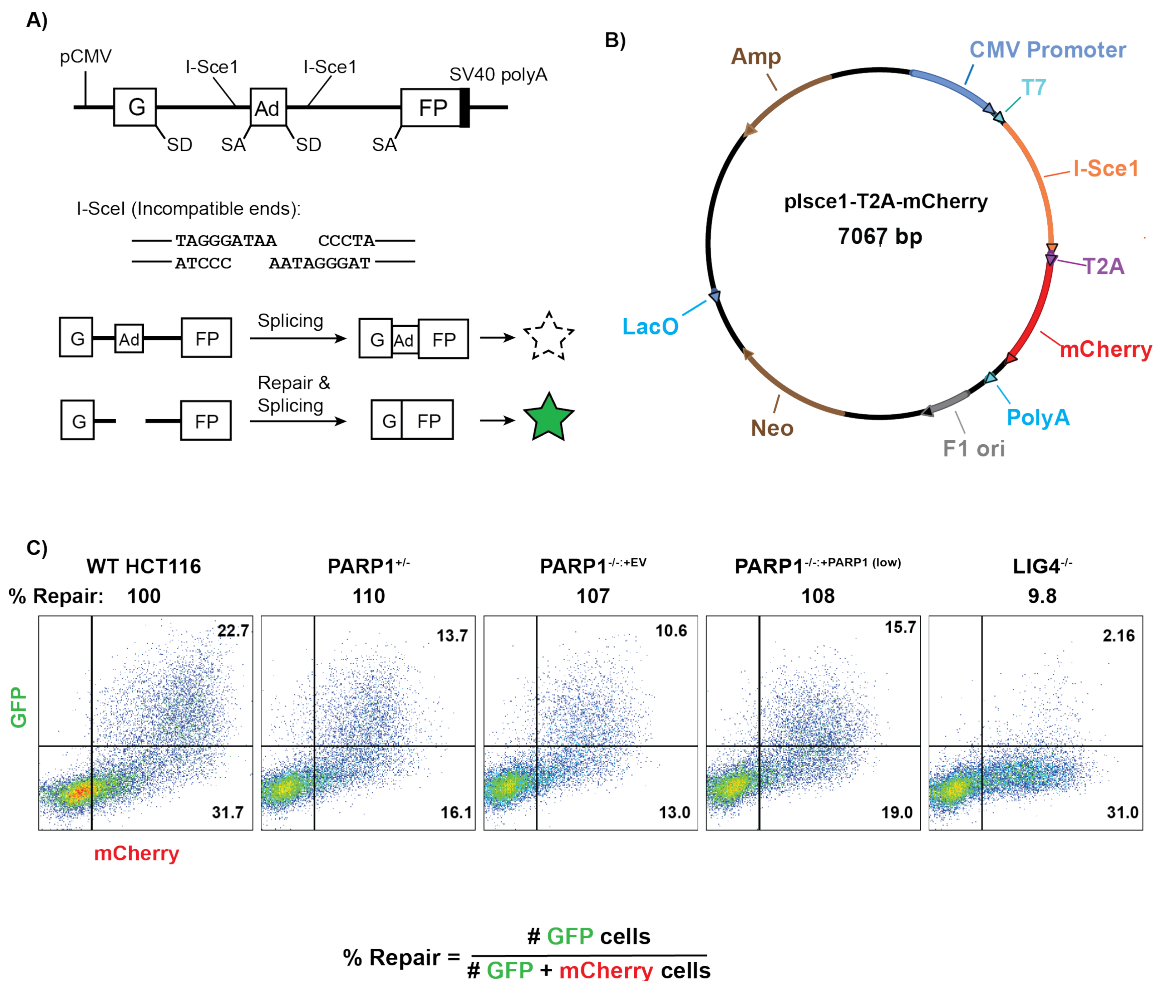 A)
pCMV
I-Sce1
I-Sce1
SV40 polyA
G
Ad
FP
SD
SA
SD
SA
I-SceI (Incompatible ends):
TAGGGATAA CCCTA
ATCCC AATAGGGAT
G
Ad
FP
Splicing
G
Ad
FP
G
FP
Repair &
Splicing
G
FP
B)
Amp
CMV Promoter
T7
I-Sce1
pIsce1-T2A-mCherry
7067 bp
T2A
LacO
mCherry
PolyA
Neo
F1 ori
C)
WT HCT116
PARP1+/-
PARP1-/-:+EV
PARP1-/-:+PARP1 (low)
LIG4-/-
% Repair: 100 110 107 108 9.8
22.7
13.7
10.6
15.7
2.16
GFP
31.7
16.1
13.0
19.0
31.0
mCherry
% Repair =
# GFP cells
# GFP + mCherry cells